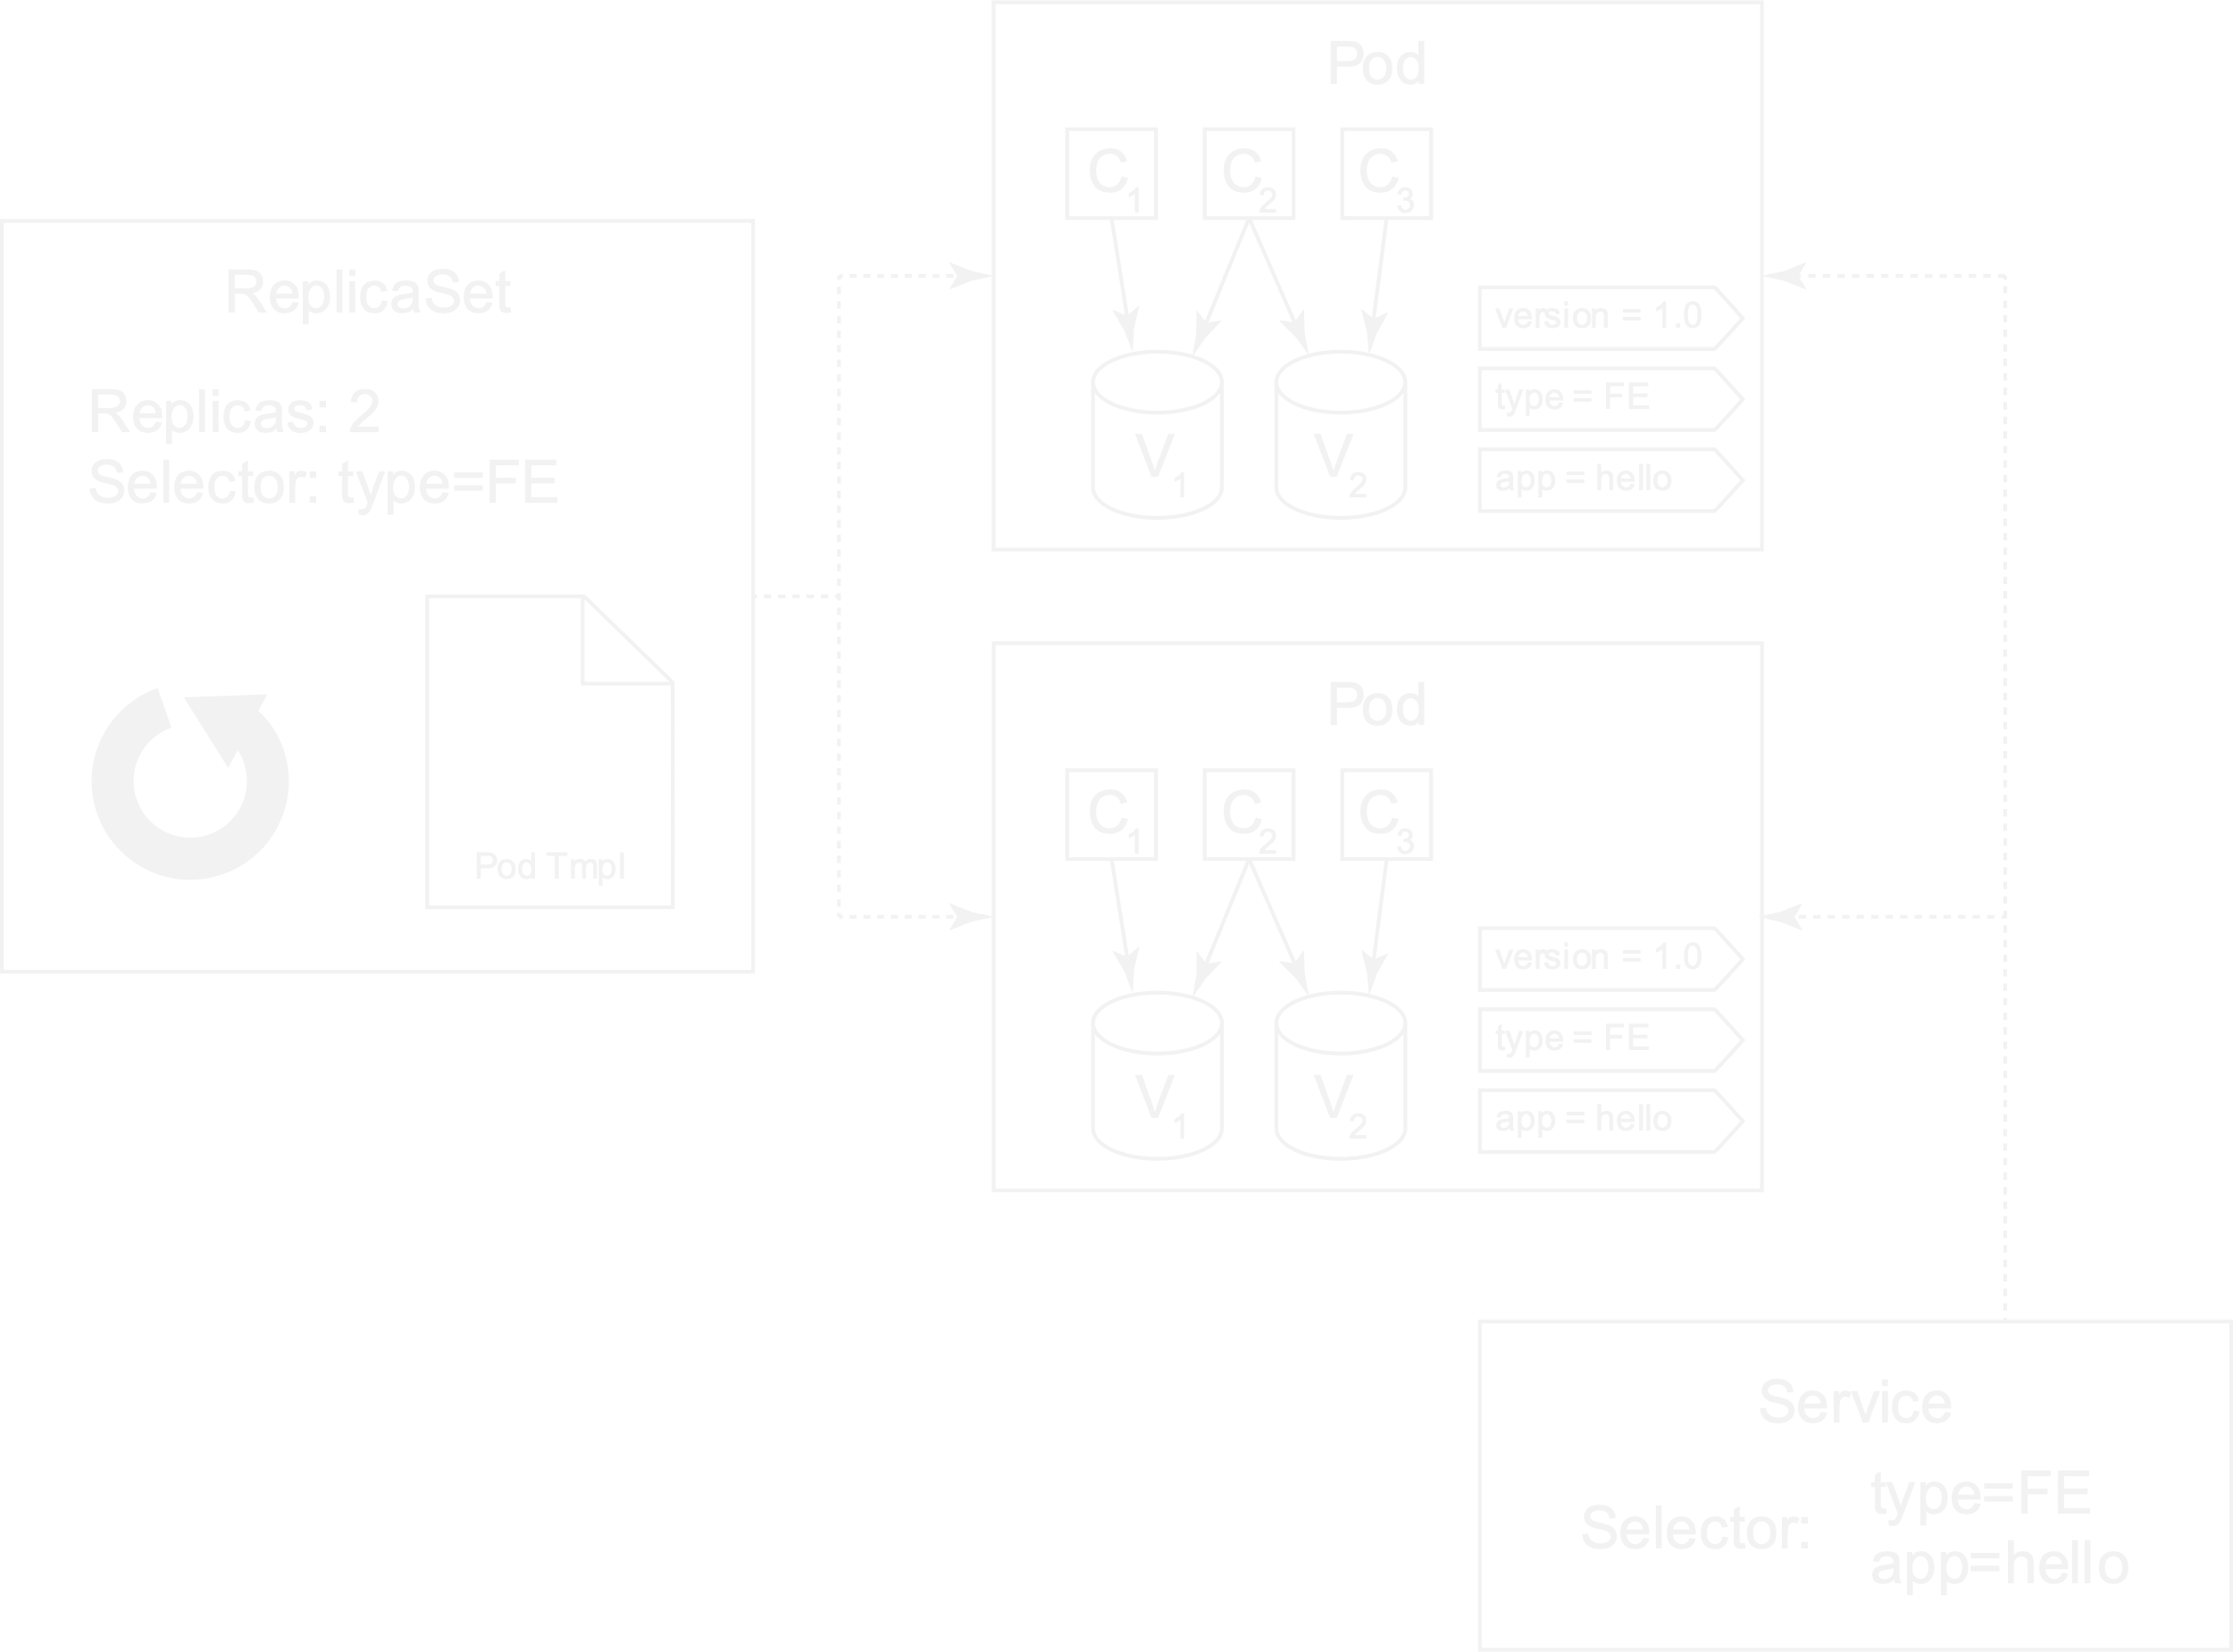 ReplicaSet
Replicas: 2
Selector: type=FE
Pod Tmpl
Pod
C1
C2
C3
V1
V2
version = 1.0
type = FE
app = hello
Pod
C1
C2
C3
V1
V2
version = 1.0
type = FE
app = hello
Service
Selector:
type=FE
app=hello